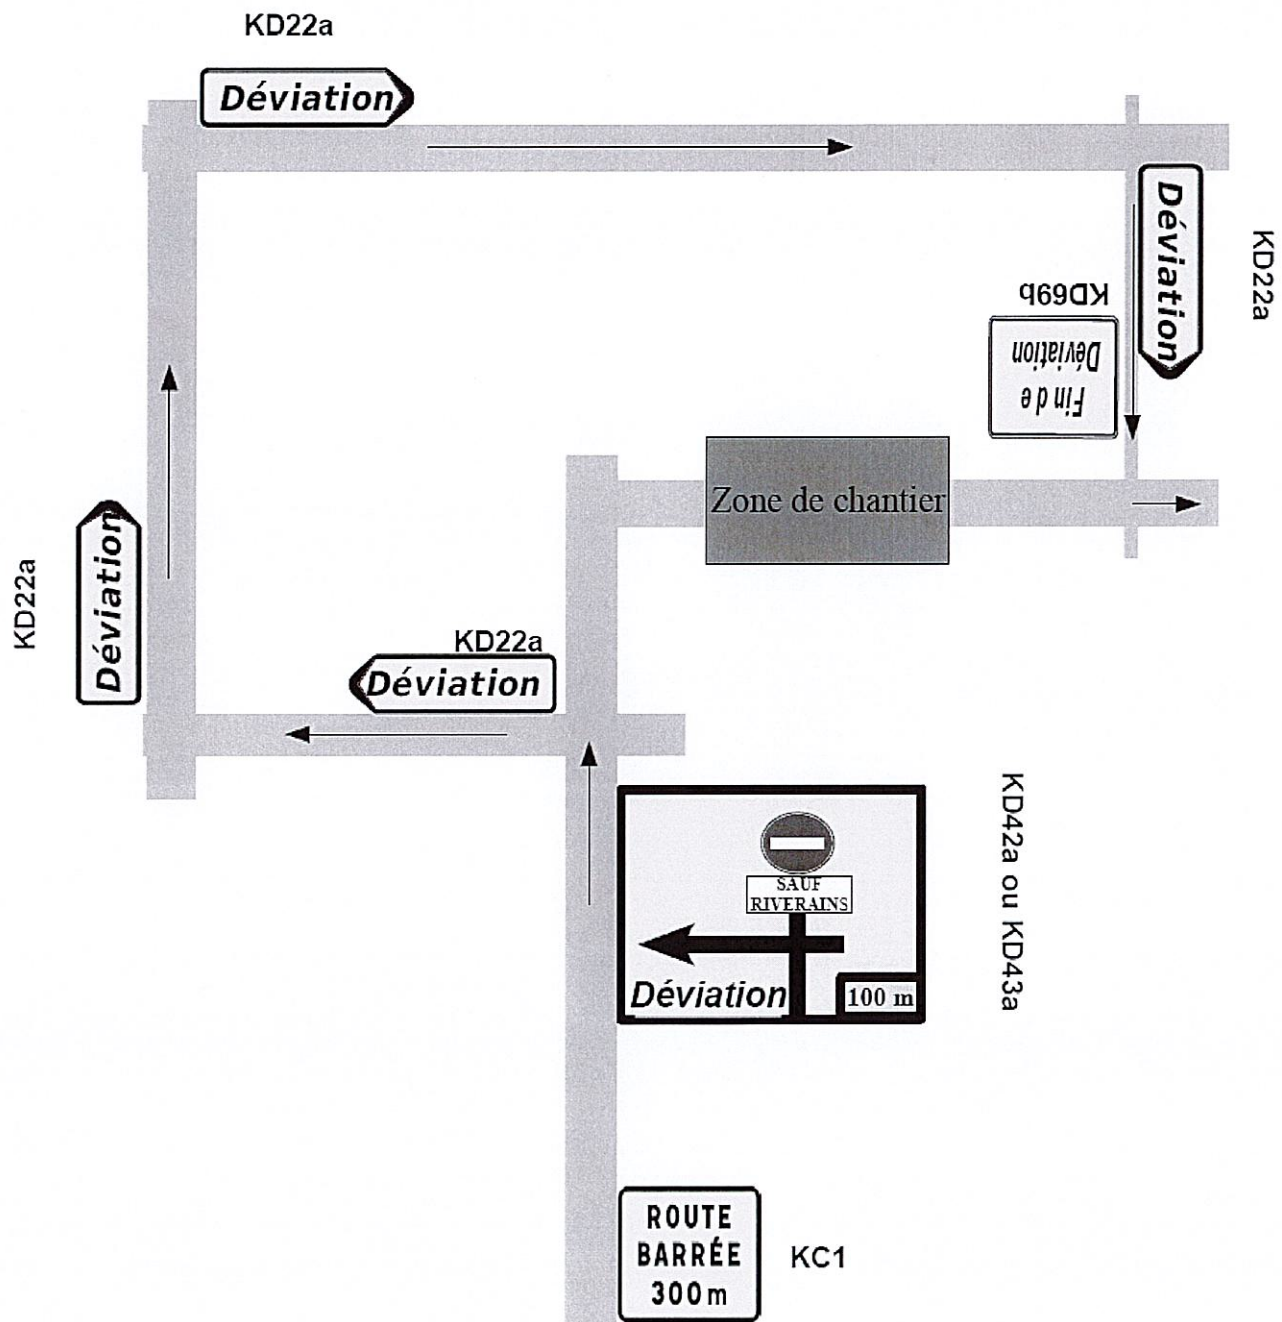 KD22a
Déviation
Déviation
KD22a
KD69b
Fin de
Déviation
Zone de chantier
Déviation
KD22a
KD22a
Déviation
SAUF
RIVERAINS
Déviation
100 m
KD42a ou KD43a
ROUTE
BARRÉE
300 m
KC1